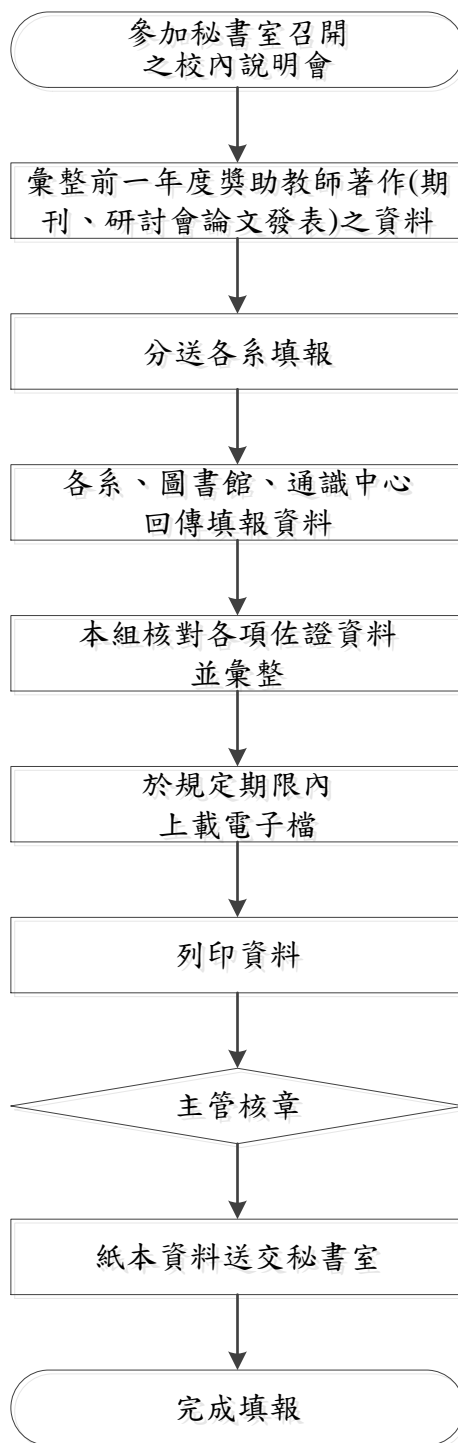 參加秘書室召開
之校內說明會
彙整前一年度獎助教師著作(期
刊、研討會論文發表)之資料
分送各系填報
各系、圖書館、通識中心
回傳填報資料
本組核對各項佐證資料
並彙整
於規定期限內
上載電子檔
列印資料
主管核章
紙本資料送交秘書室
完成填報